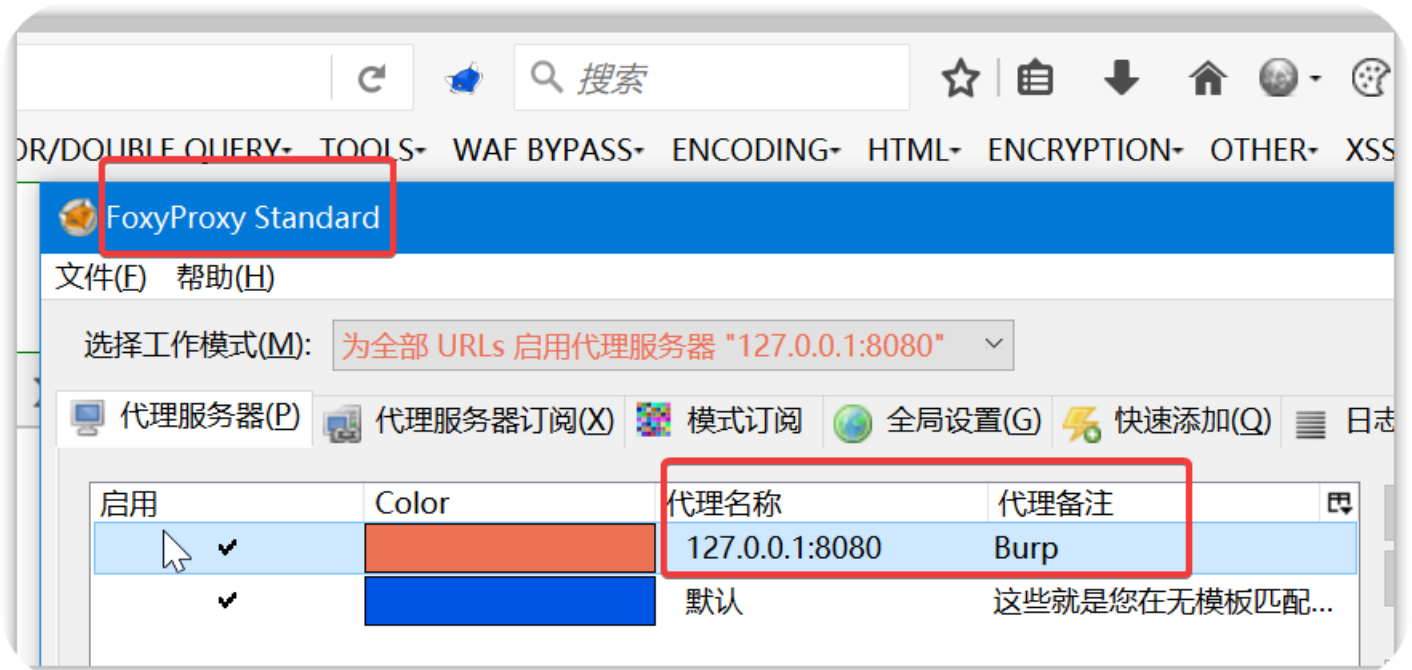 搜索
OR/DOUBLE QUERY TOOLS WAF BYPASS ENCODING HTML ENCRYPTION OTHER XSS
FoxyProxy Standard
文件(F) 帮助(H)
选择工作模式(M): 为全部 URLs 启用代理服务器 "127.0.0.1:8080"
代理服务器(P) 代理服务器订阅(X) 模式订阅 全局设置(G) 快速添加(Q) 日志
启用 Color 代理名称 代理备注
127.0.0.1:8080 Burp
默认 这些就是您在无模板匹配...